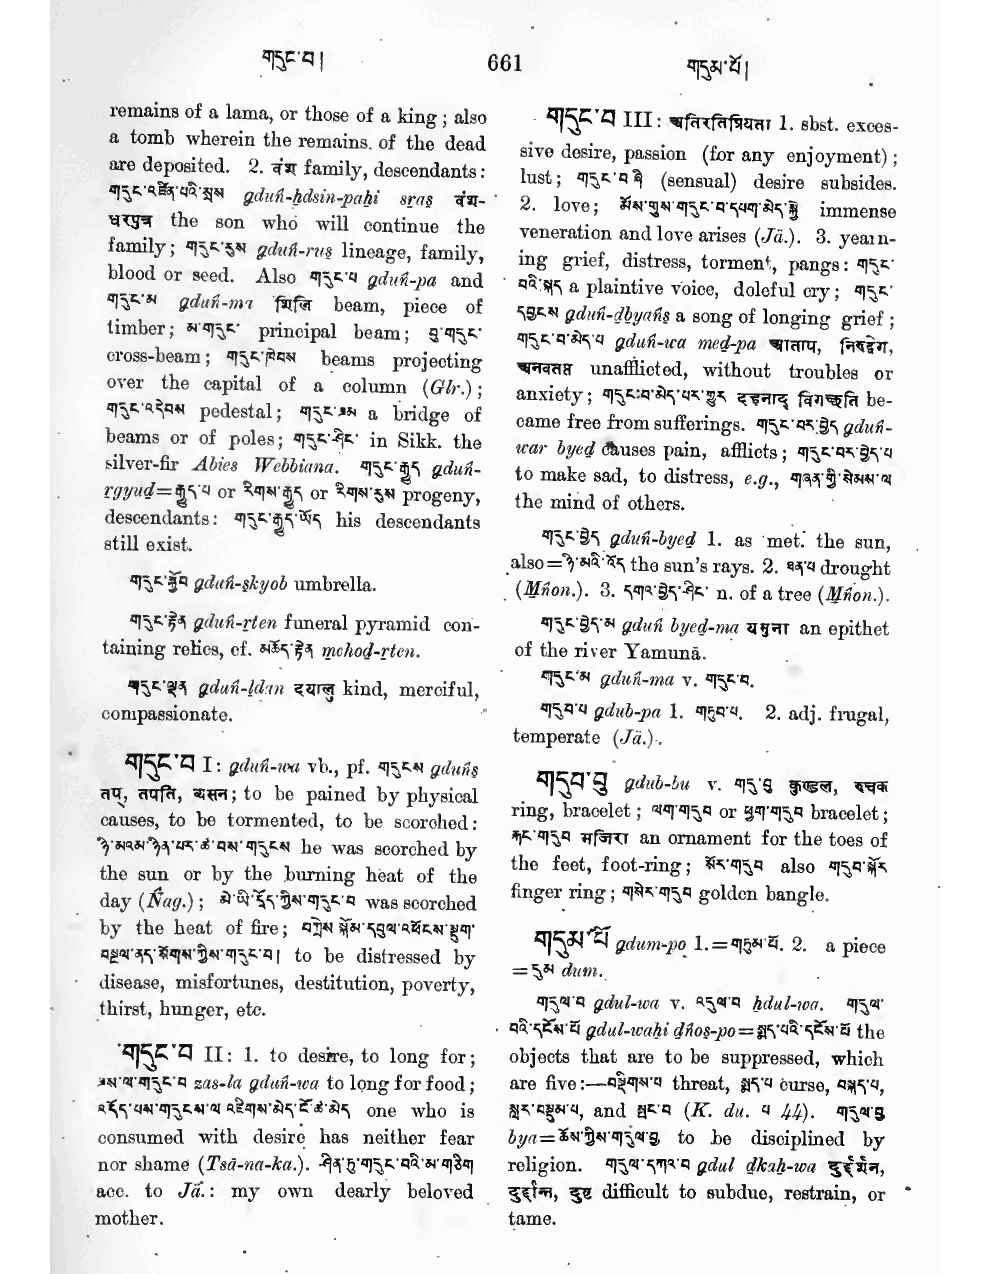 གདུང་བ།
661
གདུམ་པོ།
remains of a lama, or those of a king; also
a tomb wherein the remains of the dead
are deposited. 2. वंश family, descendants:
གདུང་འཛིན་པའི་སྲས gduṅ-ḥdsin-paḥi sras वंश-
धरपुत्र the son who will continue the
family; གདུང་རུས gduṅ-rus lineage, family,
blood or seed. Also གདུང་པ gduṅ-pa and
གདུང་མ gduṅ-ma beam, piece of
timber; མ་གདུང་ principal beam; བུ་གདུང་
cross-beam; གདུང་ཁེབས beams projecting
over the capital of a column (Glr.);
གདུང་འདེབས pedestal; གདུང་ཟམ a bridge of
beams or of poles; གདུང་ཤིང་ in Sikk. the
silver-fir Abies Webbiana. གདུང་རྒྱུད gduṅ-
rgyud=རྒྱུད་པ or རིགས་རྒྱུད or རིགས་རུས progeny,
descendants: གདུང་རྒྱུད་ཡོད his descendants
still exist.
གདུང་སྐྱོབ gduṅ-skyob umbrella.
གདུང་རྟེན gduṅ-rten funeral pyramid con-
taining relics, cf. མཆོད་རྟེན mchod-rten.
གདུང་ལྡན gduṅ-ldan दयालु kind, merciful,
compassionate.
གདུང་བ I: gduṅ-wa vb., pf. གདུངས gduṅs
तप्, तपति, व्यसन; to be pained by physical
causes, to be tormented, to be scorched:
ཉི་མའམ་ཉིན་པར་ཚ་བས་གདུངས he was scorched by
the sun or by the burning heat of the
day (Ñag.); མེ་ཡི་དྲོད་ཀྱིས་གདུང་བ was scorched
by the heat of fire; བཀྲེས སྐོམ་དབུལ་འཕོངས་སྡུག་
བསྔལ་ནད་སོགས་ཀྱིས་གདུང་བ། to be distressed by
disease, misfortunes, destitution, poverty,
thirst, hunger, etc.
གདུང་བ II: 1. to desire, to long for;
ཟས་ལ་གདུང་བ zas-la gduṅ-wa to long for food;
འདོད་པས་གདུངས་ལ འཇིགས་མེད་ངོ་ཚ་མེད one who is
consumed with desire has neither fear
nor shame (Tsā-na-ka.). ཤིན་ཏུ་གདུང་བའི་མ་གཅིག
acc. to Jä.: my own dearly beloved
mother.
གདུང་བ III: अतिरतिप्रियता 1. sbst. exces-
sive desire, passion (for any enjoyment);
lust; གདུང་བ ཞི (sensual) desire subsides.
2. love; མོས་གུས་གདུང་བ་དཔག་མེད་སྐྱེ immense
veneration and love arises (Jä.). 3. yearn-
ing grief, distress, torment, pangs: གདུང་
བའི་སྐད a plaintive voice, doleful cry; གདུང་
དབྱངས gduṅ-dbyaṅs a song of longing grief;
གདུང་བ་མེད་པ gduṅ-wa med-pa आताप, निरुद्वेग,
अनवतप्त unafflicted, without troubles or
anxiety; གདུང་བ་མེད་པར་གྱུར दहनाद् विगच्छति be-
came free from sufferings. གདུང་བར་བྱེད gduṅ-
war byed causes pain, afflicts; གདུང་བར་བྱེད་པ
to make sad, to distress, e.g., གཞན་གྱི་སེམས་ལ
the mind of others.
གདུང་བྱེད gduṅ-byed 1. as met. the sun,
also=ཉི་མའི་འོད the sun's rays. 2. ཐན་པ drought
(Mñon.). 3. དཀའ་བྱེད་ཤིང་ n. of a tree (Mñon.).
གདུང་བྱེད་མ gduṅ byed-ma यमुना an epithet
of the river Yamunā.
གདུང་མ gduṅ-ma v. གདུང་བ.
གདུབ་པ gdub-pa 1. གཏུབ་པ. 2. adj. frugal,
temperate (Jä.).
གདུབ་བུ gdub-bu v. གདུ་བུ कुण्डल, रुचक
ring, bracelet; ལག་གདུབ or ཕྱག་གདུབ bracelet;
རྐང་གདུབ मञ्जिरा an ornament for the toes of
the feet, foot-ring; སོར་གདུབ also གདུབ་སྐོར
finger ring; གསེར་གདུབ golden bangle.
གདུམ་པོ gdum-po 1.=གཏུམ་པོ. 2. a piece
=དུམ dum.
གདུལ་བ gdul-wa v. འདུལ་བ ḥdul-wa. གདུལ་
བའི་དངོས་པོ gdul-waḥi dṅos-po=སྤྱད་པའི་དངོས་པོ the
objects that are to be suppressed, which
are five:—བསྡིགས་པ threat, སྨད་པ curse, བརྡེག་པ,
སླར་བསྡུམ་པ, and སྤང་བ (K. du. པ 44). གདུལ་བྱ
bya=ཆོས་ཀྱིས་གདུལ་བྱ to be disciplined by
religion. གདུལ་དཀའ་བ gdul dkaḥ-wa दुर्द्दर्शन,
दुर्दान्त, दुष्ट difficult to subdue, restrain, or
tame.